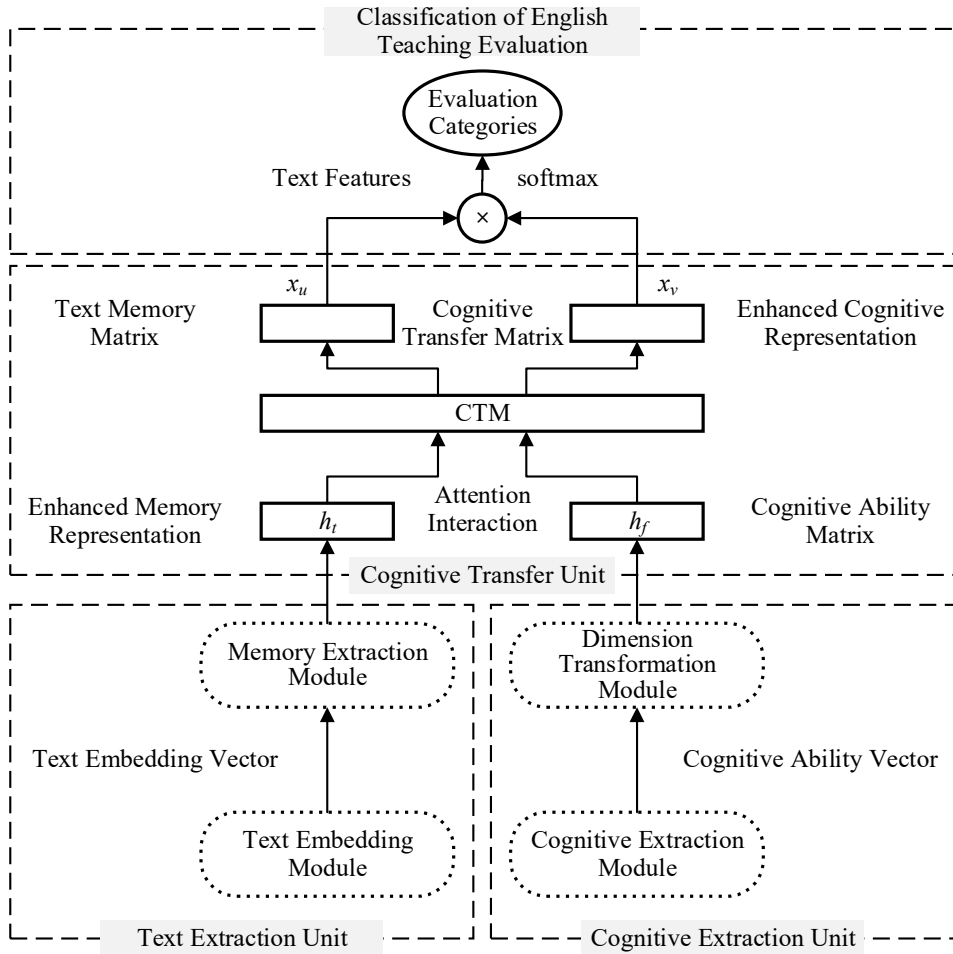 Classification of English
Teaching Evaluation
Evaluation
Categories
Text Features
softmax
×
x_u
x_v
Text Memory
Matrix
Cognitive
Transfer Matrix
Enhanced Cognitive
Representation
CTM
Enhanced Memory
Representation
h_t
Attention
Interaction
h_f
Cognitive Ability
Matrix
Cognitive Transfer Unit
Memory Extraction
Module
Dimension
Transformation
Module
Text Embedding Vector
Cognitive Ability Vector
Text Embedding
Module
Cognitive Extraction
Module
Text Extraction Unit
Cognitive Extraction Unit